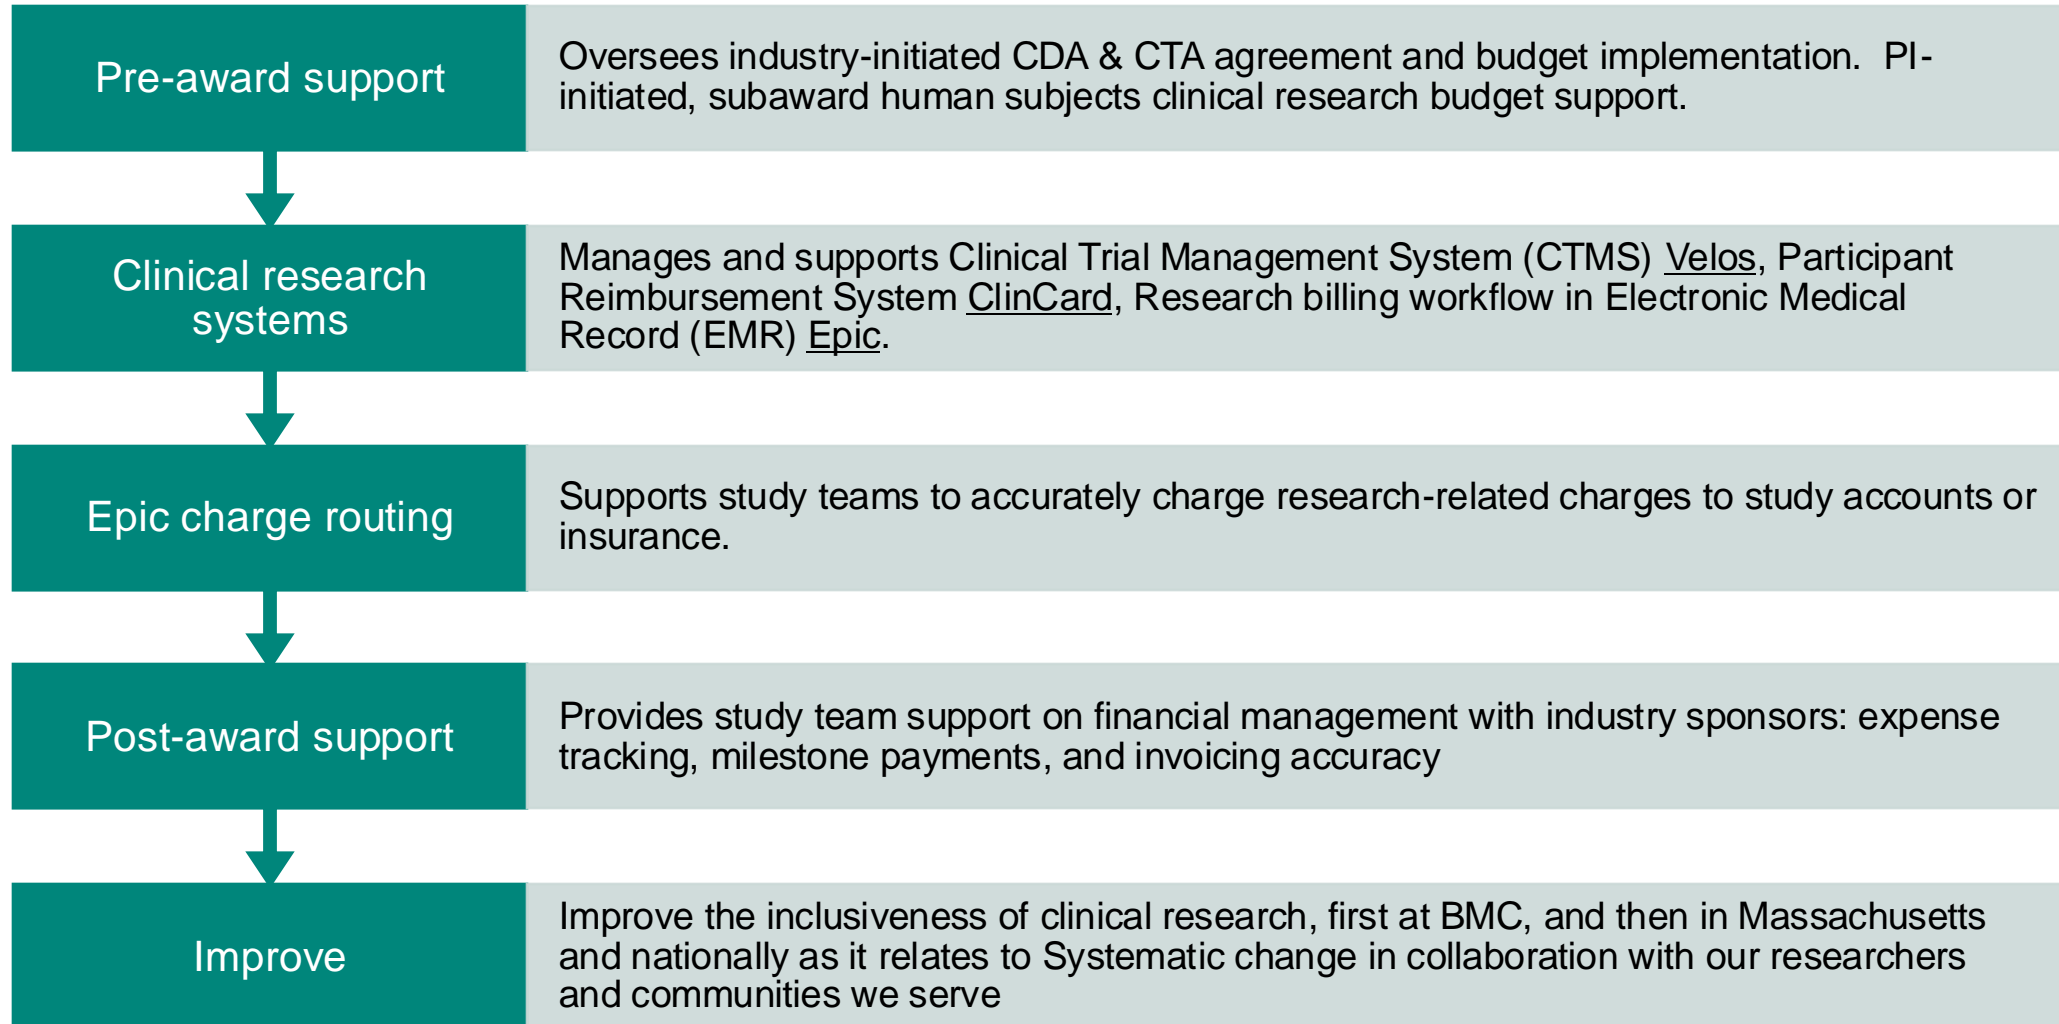 Pre-award support
Oversees industry-initiated CDA & CTA agreement and budget implementation.  PI-
initiated, subaward human subjects clinical research budget support.
Clinical research
systems
Manages and supports Clinical Trial Management System (CTMS) Velos, Participant
Reimbursement System ClinCard, Research billing workflow in Electronic Medical
Record (EMR) Epic.
Epic charge routing
Supports study teams to accurately charge research-related charges to study accounts or
insurance.
Post-award support
Provides study team support on financial management with industry sponsors: expense
tracking, milestone payments, and invoicing accuracy
Improve
Improve the inclusiveness of clinical research, first at BMC, and then in Massachusetts
and nationally as it relates to Systematic change in collaboration with our researchers
and communities we serve